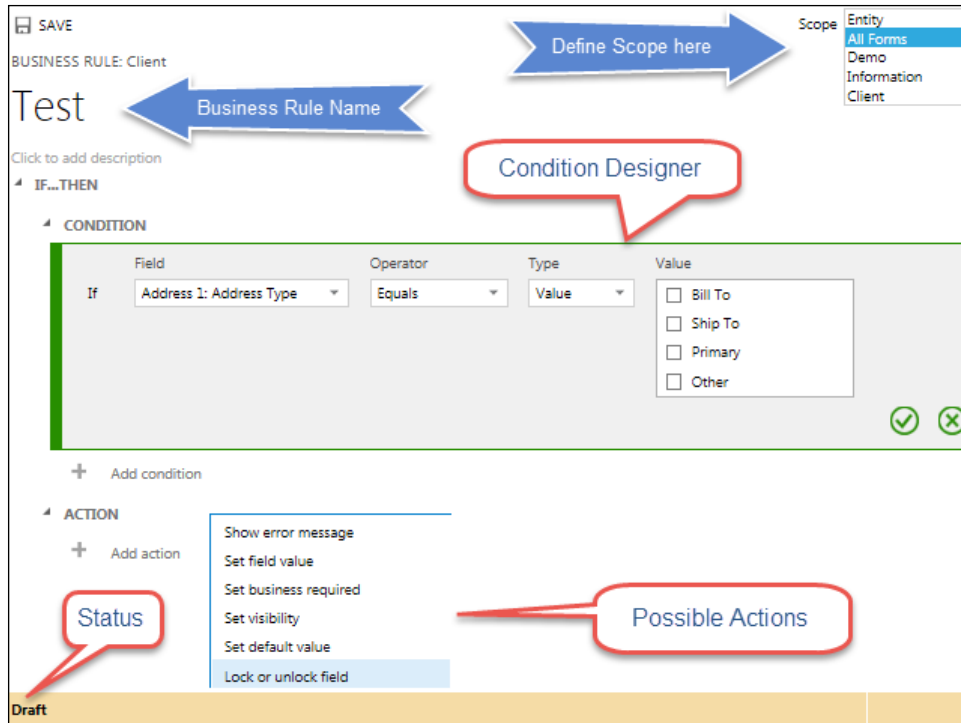 SAVE
Scope
Entity
All Forms
Demo
Information
Client
Define Scope here
BUSINESS RULE: Client
Test
Business Rule Name
Click to add description
IF...THEN
Condition Designer
CONDITION
Field Operator Type Value
If Address 1: Address Type Equals Value
Bill To
Ship To
Primary
Other
Add condition
ACTION
Add action
Show error message
Set field value
Set business required
Set visibility
Set default value
Lock or unlock field
Status
Possible Actions
Draft